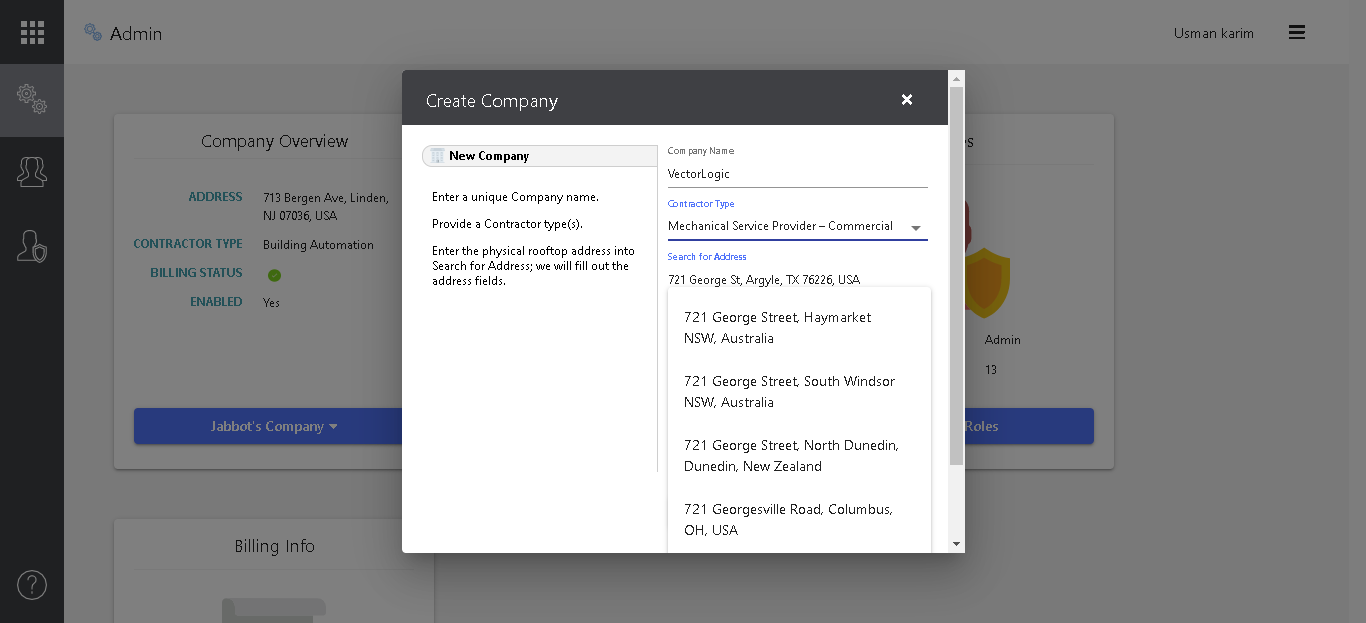 Admin
Usman karim
Company Overview
ADDRESS
713 Bergen Ave, Linden,
NJ 07036, USA
CONTRACTOR TYPE
Building Automation
BILLING STATUS
ENABLED
Yes
Jabbot's Company
Billing Info
Create Company
New Company
Enter a unique Company name.
Provide a Contractor type(s).
Enter the physical rooftop address into
Search for Address; we will fill out the
address fields.
Company Name
VectorLogic
Contractor Type
Mechanical Service Provider – Commercial
Search for Address
721 George St, Argyle, TX 76226, USA
721 George Street, Haymarket
NSW, Australia
721 George Street, South Windsor
NSW, Australia
721 George Street, North Dunedin,
Dunedin, New Zealand
721 Georgesville Road, Columbus,
OH, USA
Admin
13
Roles